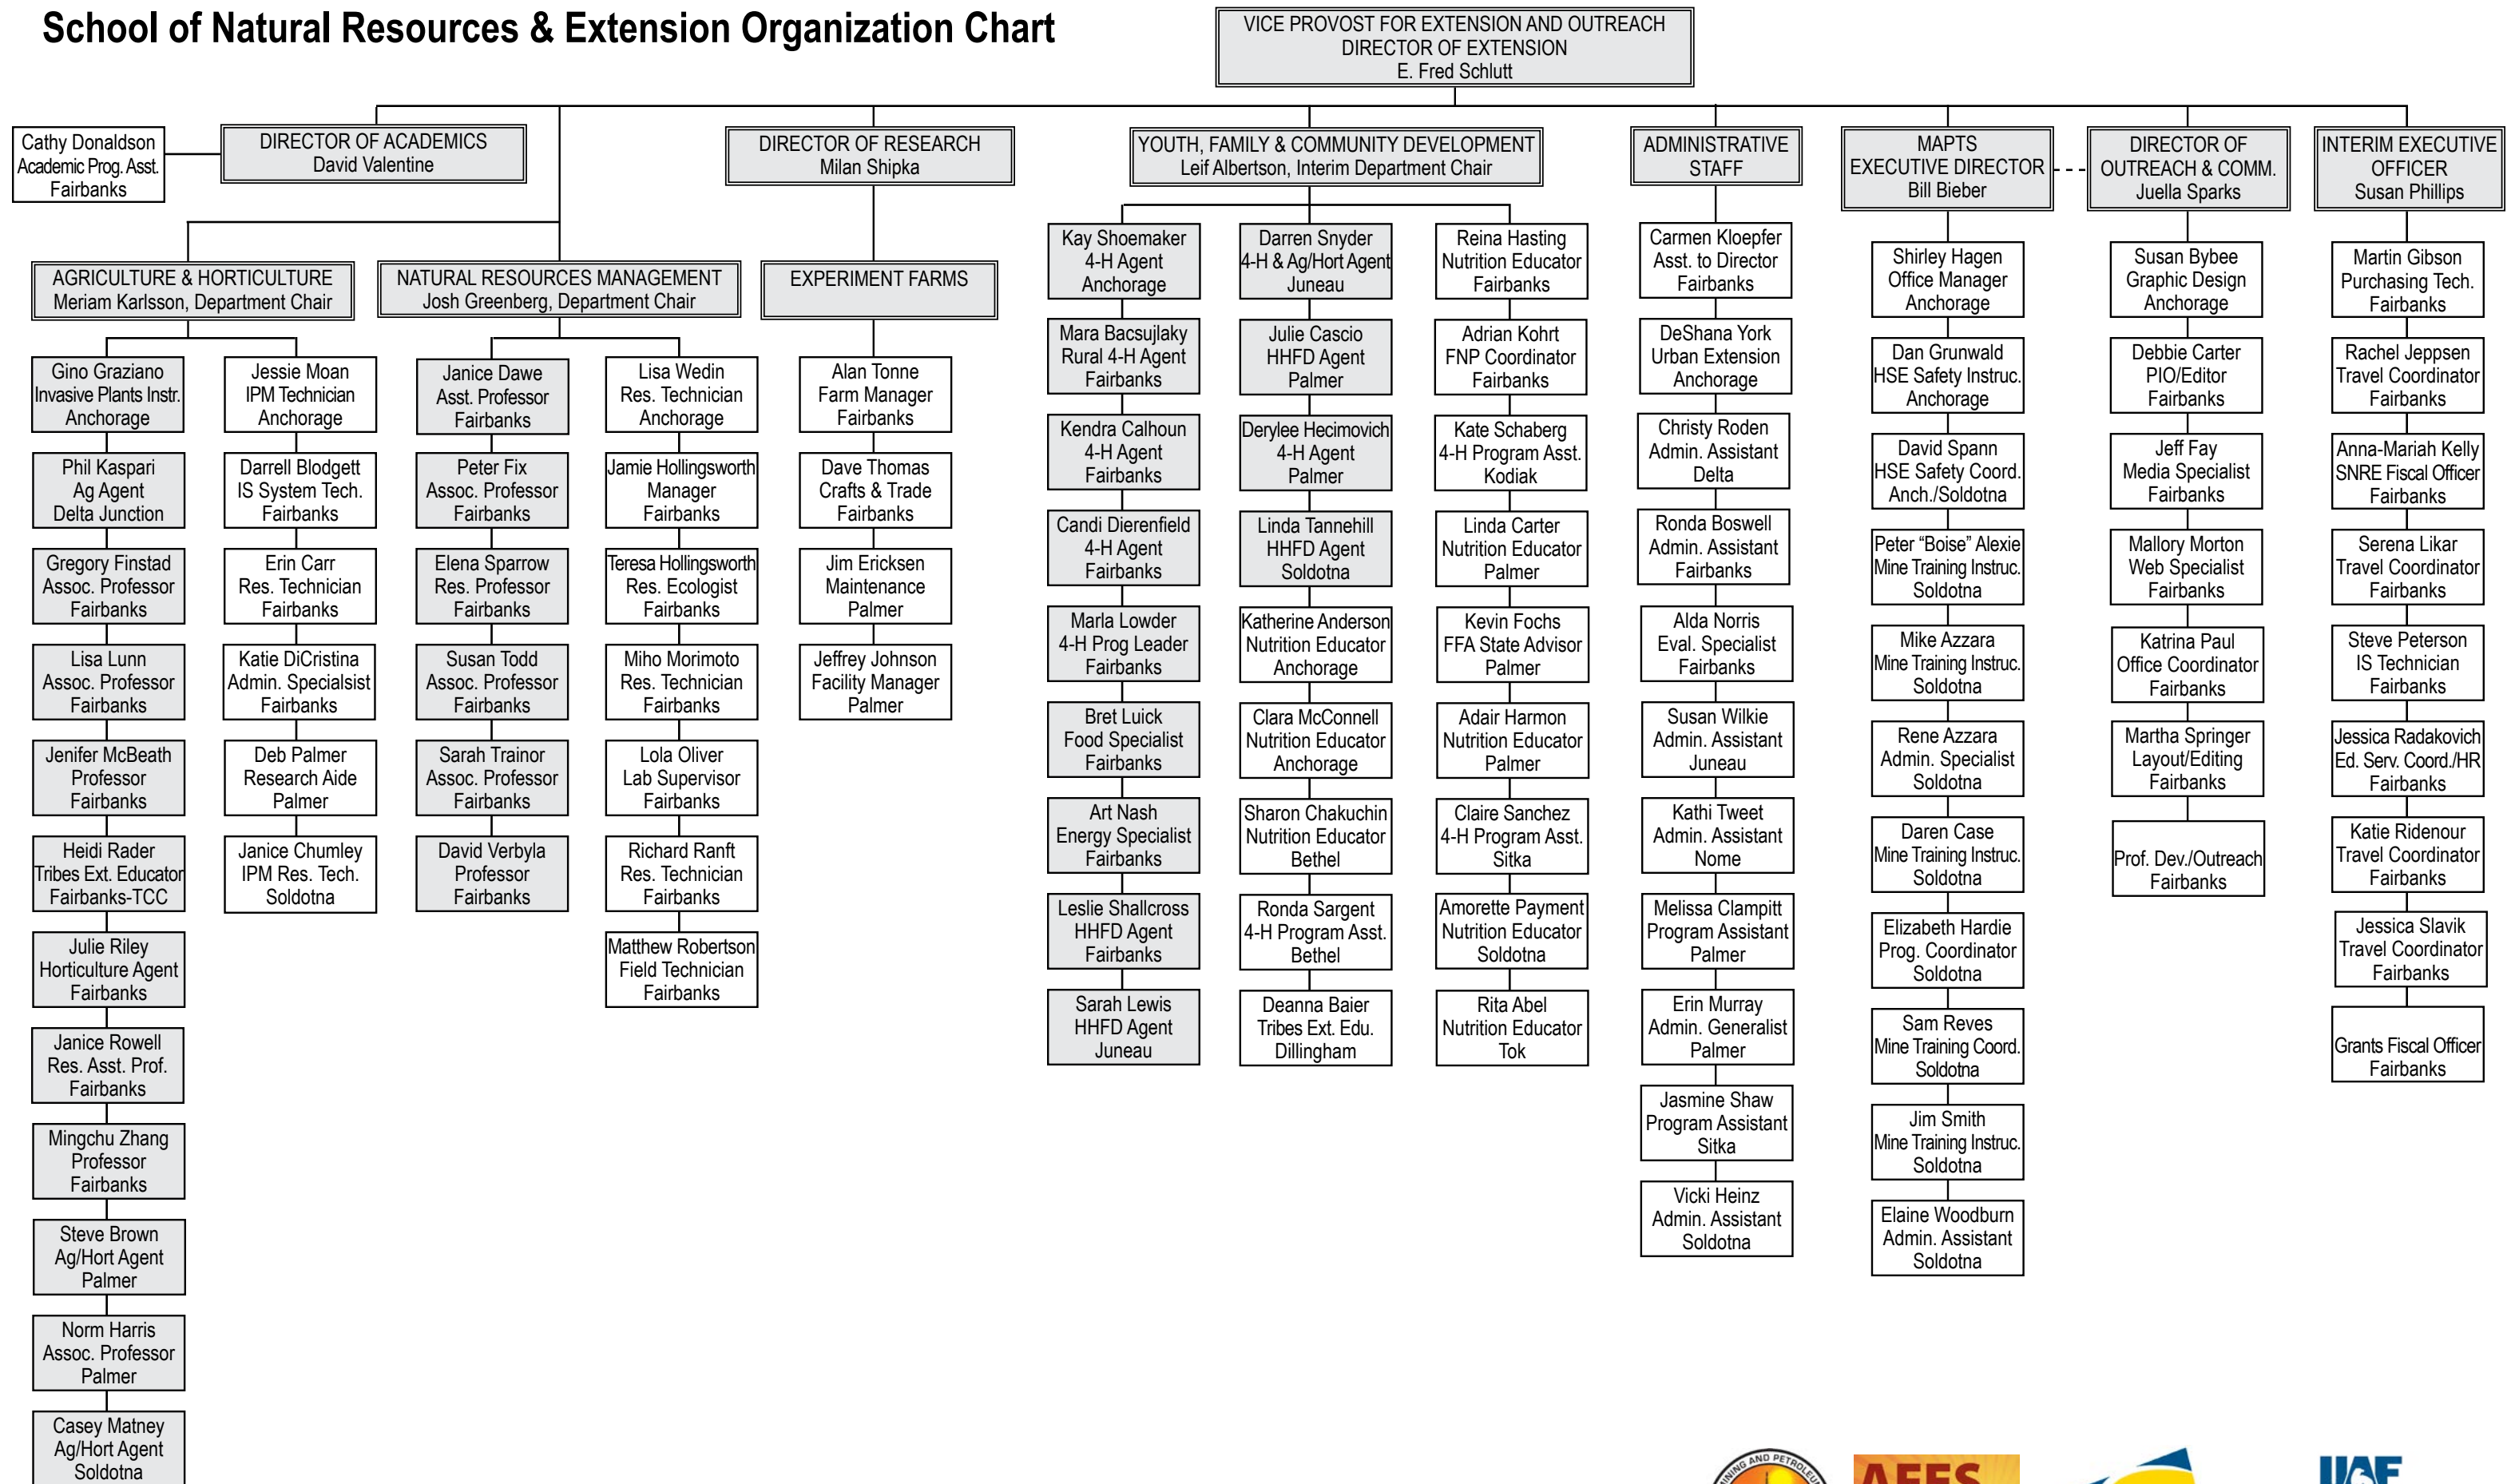 School of Natural Resources & Extension Organization Chart
VICE PROVOST FOR EXTENSION AND OUTREACH
DIRECTOR OF EXTENSION
E. Fred Schlutt
Cathy Donaldson
Academic Prog. Asst.
Fairbanks
DIRECTOR OF ACADEMICS
David Valentine
DIRECTOR OF RESEARCH
Milan Shipka
YOUTH, FAMILY & COMMUNITY DEVELOPMENT
Leif Albertson, Interim Department Chair
ADMINISTRATIVE
STAFF
MAPTS
EXECUTIVE DIRECTOR
Bill Bieber
DIRECTOR OF
OUTREACH & COMM.
Juella Sparks
INTERIM EXECUTIVE
OFFICER
Susan Phillips
AGRICULTURE & HORTICULTURE
Meriam Karlsson, Department Chair
NATURAL RESOURCES MANAGEMENT
Josh Greenberg, Department Chair
EXPERIMENT FARMS
Gino Graziano
Invasive Plants Instr.
Anchorage
Phil Kaspari
Ag Agent
Delta Junction
Gregory Finstad
Assoc. Professor
Fairbanks
Lisa Lunn
Assoc. Professor
Fairbanks
Jenifer McBeath
Professor
Fairbanks
Heidi Rader
Tribes Ext. Educator
Fairbanks-TCC
Julie Riley
Horticulture Agent
Fairbanks
Janice Rowell
Res. Asst. Prof.
Fairbanks
Mingchu Zhang
Professor
Fairbanks
Steve Brown
Ag/Hort Agent
Palmer
Norm Harris
Assoc. Professor
Palmer
Casey Matney
Ag/Hort Agent
Soldotna
Jessie Moan
IPM Technician
Anchorage
Darrell Blodgett
IS System Tech.
Fairbanks
Erin Carr
Res. Technician
Fairbanks
Katie DiCristina
Admin. Specialsist
Fairbanks
Deb Palmer
Research Aide
Palmer
Janice Chumley
IPM Res. Tech.
Soldotna
Janice Dawe
Asst. Professor
Fairbanks
Peter Fix
Assoc. Professor
Fairbanks
Elena Sparrow
Res. Professor
Fairbanks
Susan Todd
Assoc. Professor
Fairbanks
Sarah Trainor
Assoc. Professor
Fairbanks
David Verbyla
Professor
Fairbanks
Lisa Wedin
Res. Technician
Anchorage
Jamie Hollingsworth
Manager
Fairbanks
Teresa Hollingsworth
Res. Ecologist
Fairbanks
Miho Morimoto
Res. Technician
Fairbanks
Lola Oliver
Lab Supervisor
Fairbanks
Richard Ranft
Res. Technician
Fairbanks
Matthew Robertson
Field Technician
Fairbanks
Alan Tonne
Farm Manager
Fairbanks
Dave Thomas
Crafts & Trade
Fairbanks
Jim Ericksen
Maintenance
Palmer
Jeffrey Johnson
Facility Manager
Palmer
Kay Shoemaker
4-H Agent
Anchorage
Mara Bacsujlaky
Rural 4-H Agent
Fairbanks
Kendra Calhoun
4-H Agent
Fairbanks
Candi Dierenfield
4-H Agent
Fairbanks
Marla Lowder
4-H Prog Leader
Fairbanks
Bret Luick
Food Specialist
Fairbanks
Art Nash
Energy Specialist
Fairbanks
Leslie Shallcross
HHFD Agent
Fairbanks
Sarah Lewis
HHFD Agent
Juneau
Darren Snyder
4-H & Ag/Hort Agent
Juneau
Julie Cascio
HHFD Agent
Palmer
Derylee Hecimovich
4-H Agent
Palmer
Linda Tannehill
HHFD Agent
Soldotna
Katherine Anderson
Nutrition Educator
Anchorage
Clara McConnell
Nutrition Educator
Anchorage
Sharon Chakuchin
Nutrition Educator
Bethel
Ronda Sargent
4-H Program Asst.
Bethel
Deanna Baier
Tribes Ext. Edu.
Dillingham
Reina Hasting
Nutrition Educator
Fairbanks
Adrian Kohrt
FNP Coordinator
Fairbanks
Kate Schaberg
4-H Program Asst.
Kodiak
Linda Carter
Nutrition Educator
Palmer
Kevin Fochs
FFA State Advisor
Palmer
Adair Harmon
Nutrition Educator
Palmer
Claire Sanchez
4-H Program Asst.
Sitka
Amorette Payment
Nutrition Educator
Soldotna
Rita Abel
Nutrition Educator
Tok
Carmen Kloepfer
Asst. to Director
Fairbanks
DeShana York
Urban Extension
Anchorage
Christy Roden
Admin. Assistant
Delta
Ronda Boswell
Admin. Assistant
Fairbanks
Alda Norris
Eval. Specialist
Fairbanks
Susan Wilkie
Admin. Assistant
Juneau
Kathi Tweet
Admin. Assistant
Nome
Melissa Clampitt
Program Assistant
Palmer
Erin Murray
Admin. Generalist
Palmer
Jasmine Shaw
Program Assistant
Sitka
Vicki Heinz
Admin. Assistant
Soldotna
Shirley Hagen
Office Manager
Anchorage
Dan Grunwald
HSE Safety Instruc.
Anchorage
David Spann
HSE Safety Coord.
Anch./Soldotna
Peter “Boise” Alexie
Mine Training Instruc.
Soldotna
Mike Azzara
Mine Training Instruc.
Soldotna
Rene Azzara
Admin. Specialist
Soldotna
Daren Case
Mine Training Instruc.
Soldotna
Elizabeth Hardie
Prog. Coordinator
Soldotna
Sam Reves
Mine Training Coord.
Soldotna
Jim Smith
Mine Training Instruc.
Soldotna
Elaine Woodburn
Admin. Assistant
Soldotna
Susan Bybee
Graphic Design
Anchorage
Debbie Carter
PIO/Editor
Fairbanks
Jeff Fay
Media Specialist
Fairbanks
Mallory Morton
Web Specialist
Fairbanks
Katrina Paul
Office Coordinator
Fairbanks
Martha Springer
Layout/Editing
Fairbanks
Prof. Dev./Outreach
Fairbanks
Martin Gibson
Purchasing Tech.
Fairbanks
Rachel Jeppsen
Travel Coordinator
Fairbanks
Anna-Mariah Kelly
SNRE Fiscal Officer
Fairbanks
Serena Likar
Travel Coordinator
Fairbanks
Steve Peterson
IS Technician
Fairbanks
Jessica Radakovich
Ed. Serv. Coord./HR
Fairbanks
Katie Ridenour
Travel Coordinator
Fairbanks
Jessica Slavik
Travel Coordinator
Fairbanks
Grants Fiscal Officer
Fairbanks
AND PETROLEUM
AFES
UAF